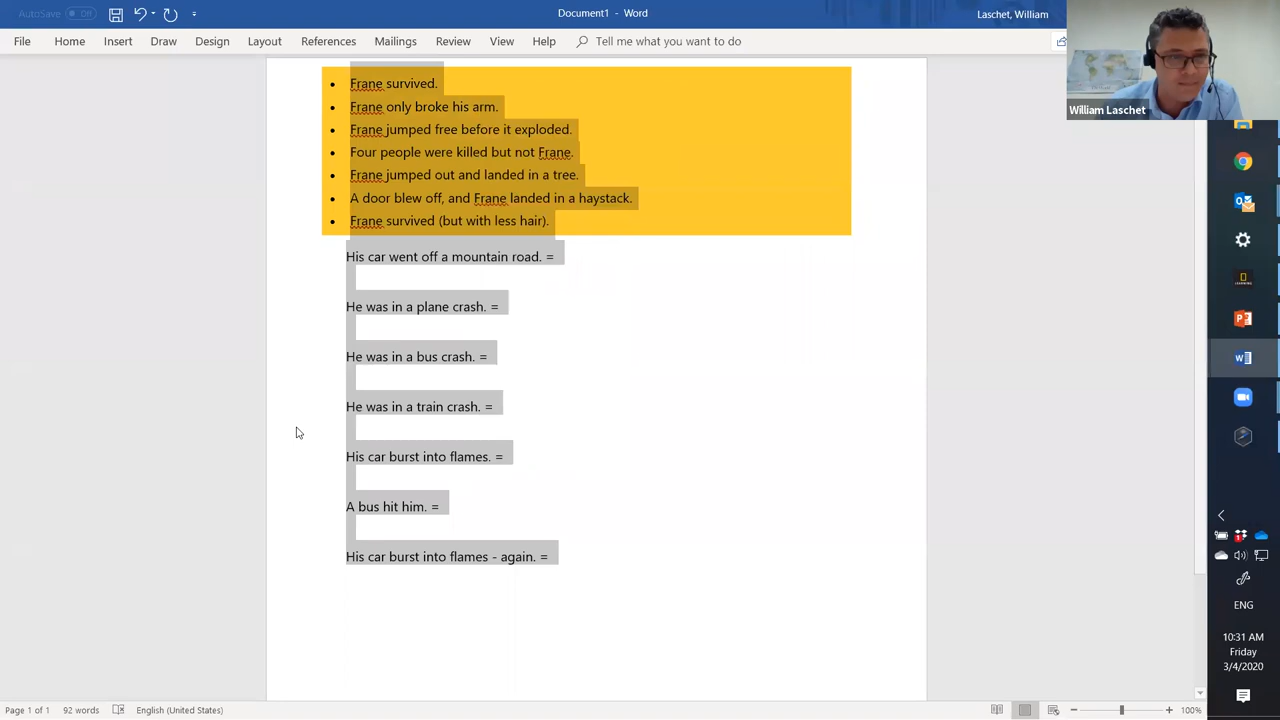 AutoSave Off
Document1 - Word
Laschet, William
File Home Insert Draw Design Layout References Mailings Review View Help Tell me what you want to do
William Laschet
• Frane survived.
• Frane only broke his arm.
• Frane jumped free before it exploded.
• Four people were killed but not Frane.
• Frane jumped out and landed in a tree.
• A door blew off, and Frane landed in a haystack.
• Frane survived (but with less hair).
His car went off a mountain road. =
He was in a plane crash. =
He was in a bus crash. =
He was in a train crash. =
His car burst into flames. =
A bus hit him. =
His car burst into flames - again. =
ENG
10:31 AM
Friday
3/4/2020
Page 1 of 1 92 words English (United States) 100%